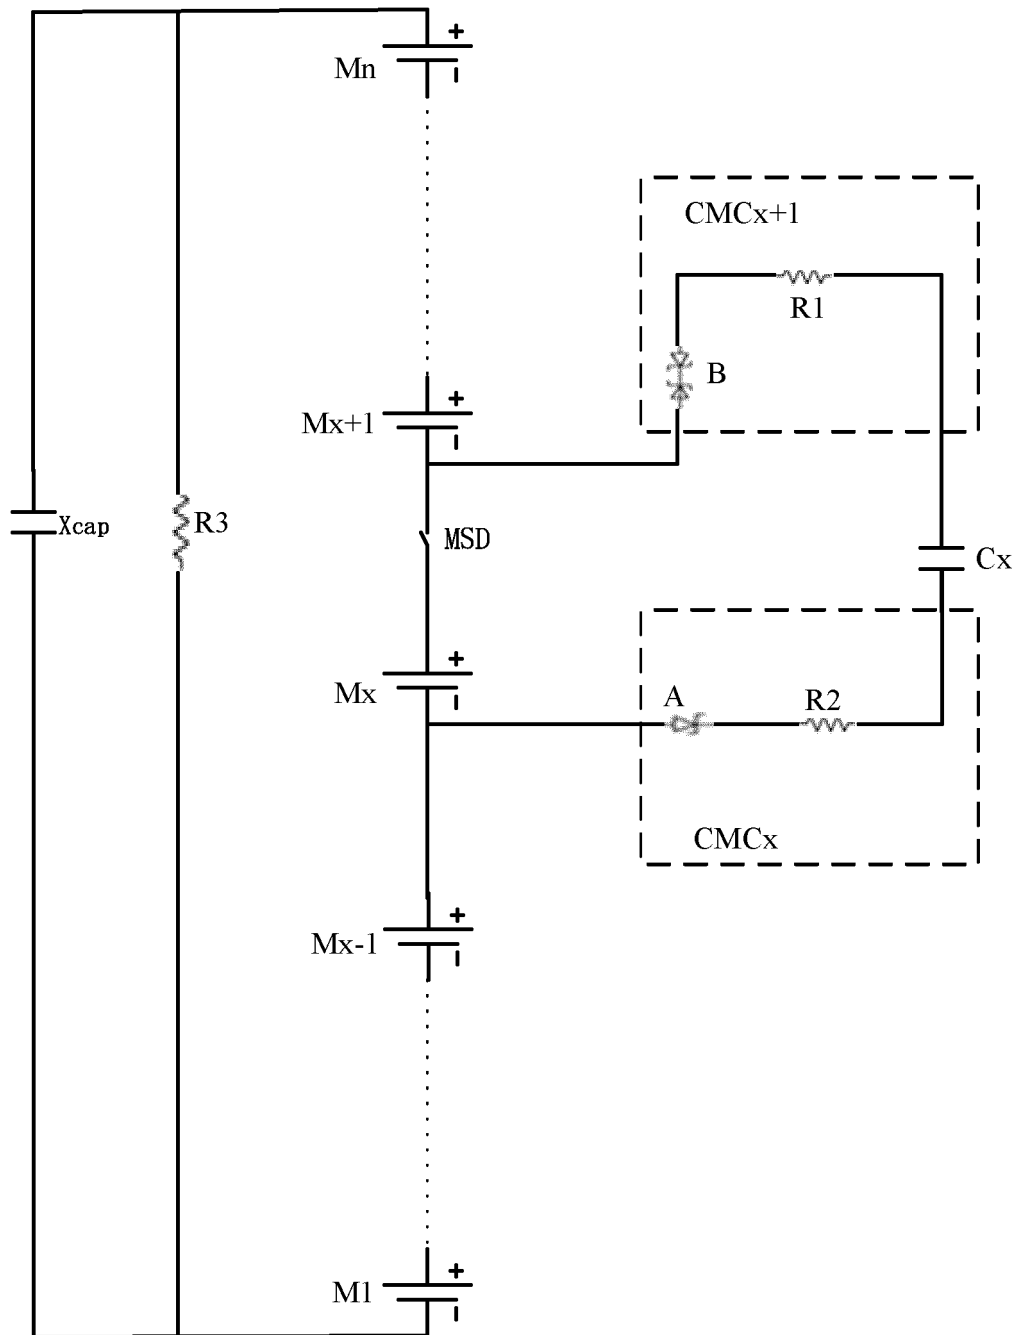 +
Mn
−
CMCx+1
R1
B
+
Mx+1
−
Xcap
R3
MSD
Cx
+
Mx
−
A
R2
CMCx
+
Mx-1
−
+
M1
−